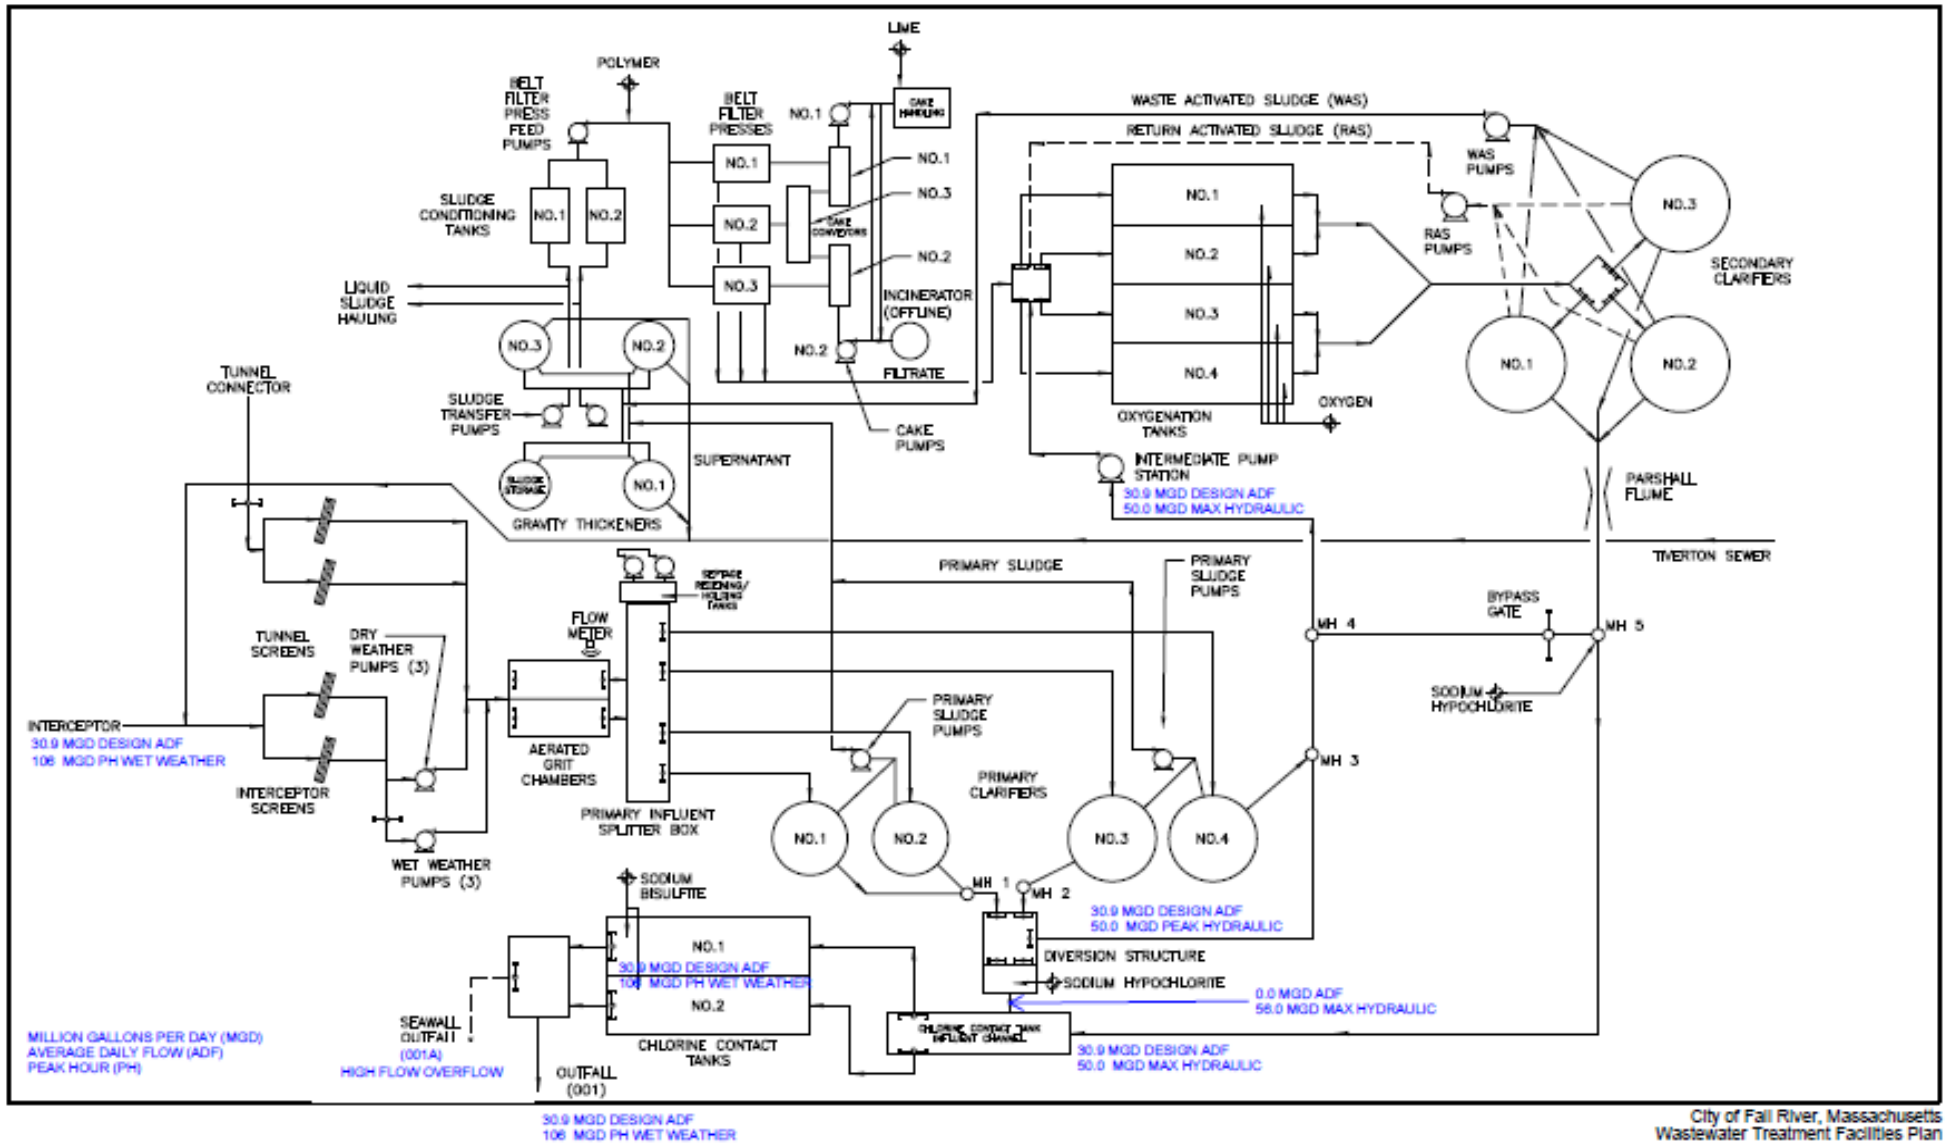 LIME
POLYMER
BELT
FILTER
PRESS
FEED
PUMPS
BELT
FILTER
PRESSES
NO.1
CAKE
HANDLING
WASTE ACTIVATED SLUDGE (WAS)
RETURN ACTIVATED SLUDGE (RAS)
WAS
PUMPS
NO.1
NO.1
NO.3
NO.1
NO.2
SLUDGE
CONDITIONING
TANKS
NO.1
NO.2
NO.2
CAKE
CONVEYORS
NO.2
NO.3
NO.3
RAS
PUMPS
SECONDARY
CLARIFIERS
LIQUID
SLUDGE
HAULING
INCINERATOR
(OFFLINE)
NO.3
NO.4
NO.3
NO.2
NO.2
NO.1
NO.2
FILTRATE
TUNNEL
CONNECTOR
SLUDGE
TRANSFER
PUMPS
CAKE
PUMPS
OXYGENATION
TANKS
OXYGEN
SUPERNATANT
INTERMEDIATE PUMP
STATION
30.9 MGD DESIGN ADF
50.0 MGD MAX HYDRAULIC
SLUDGE
STORAGE
NO.1
GRAVITY THICKENERS
PARSHALL
FLUME
TIVERTON SEWER
PRIMARY SLUDGE
PRIMARY
SLUDGE
PUMPS
SEPTAGE
HOLDING
TANKS
BYPASS
GATE
MH 4
MH 5
FLOW
METER
TUNNEL
SCREENS
DRY
WEATHER
PUMPS (3)
PRIMARY
SLUDGE
PUMPS
SODIUM
HYPOCHLORITE
INTERCEPTOR
30.9 MGD DESIGN ADF
106 MGD PH WET WEATHER
AERATED
GRIT
CHAMBERS
MH 3
INTERCEPTOR
SCREENS
PRIMARY
CLARIFIERS
PRIMARY INFLUENT
SPLITTER BOX
NO.1
NO.2
NO.3
NO.4
WET WEATHER
PUMPS (3)
SODIUM
BISULFITE
MH 1
MH 2
30.9 MGD DESIGN ADF
50.0 MGD PEAK HYDRAULIC
NO.1
30.9 MGD DESIGN ADF
106 MGD PH WET WEATHER
NO.2
DIVERSION STRUCTURE
SODIUM HYPOCHLORITE
0.0 MGD ADF
56.0 MGD MAX HYDRAULIC
SEAWALL
OUTFALL
(001A)
HIGH FLOW OVERFLOW
CHLORINE CONTACT TANK
INFLUENT CHANNEL
CHLORINE CONTACT
TANKS
30.9 MGD DESIGN ADF
50.0 MGD MAX HYDRAULIC
MILLION GALLONS PER DAY (MGD)
AVERAGE DAILY FLOW (ADF)
PEAK HOUR (PH)
OUTFALL
(001)
30.9 MGD DESIGN ADF
106 MGD PH WET WEATHER
City of Fall River, Massachusetts
Wastewater Treatment Facilities Plan